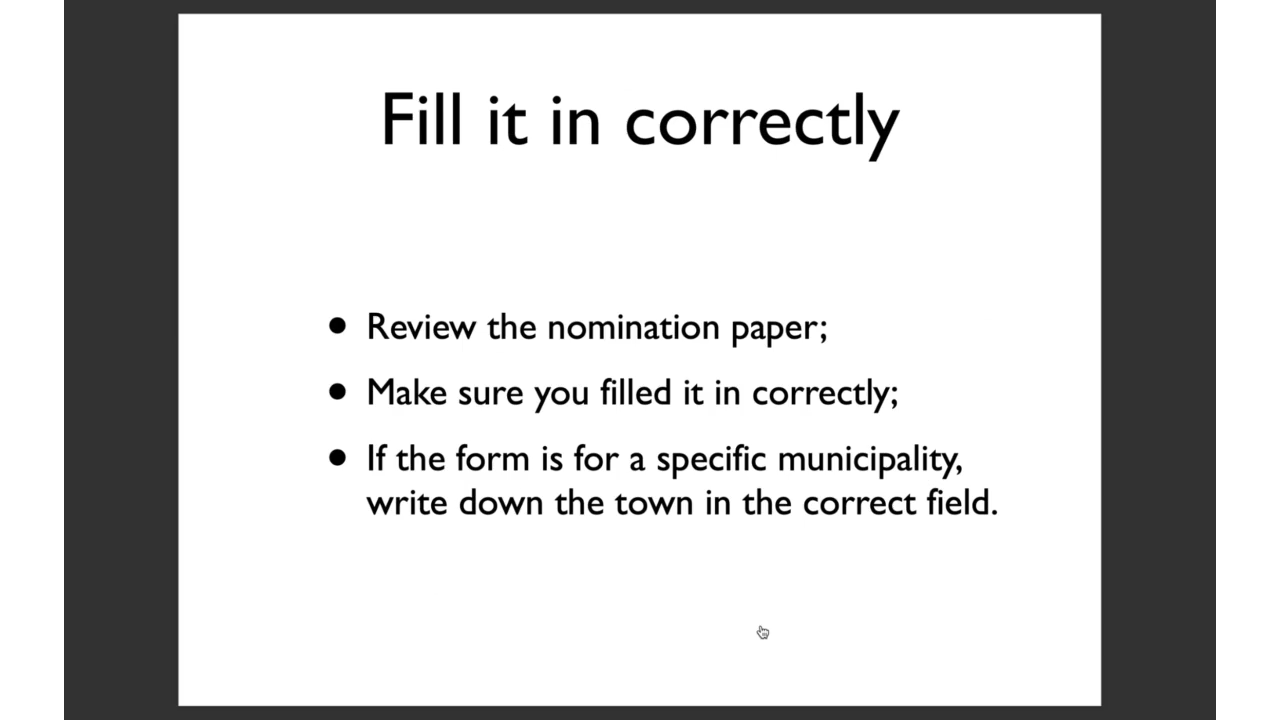 Fill it in correctly
• Review the nomination paper;
• Make sure you filled it in correctly;
• If the form is for a specific municipality,
write down the town in the correct field.